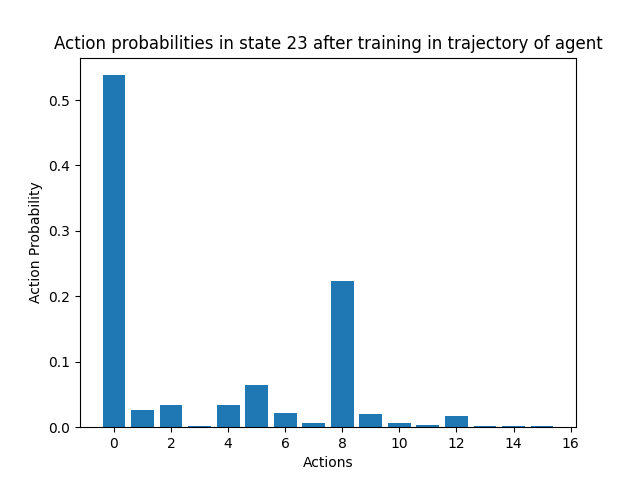 Action probabilities in state 23 after training in trajectory of agent
0.5
0.4
0.3
0.2
0.1
0.0
Action Probability
0 2 4 6 8 10 12 14 16
Actions